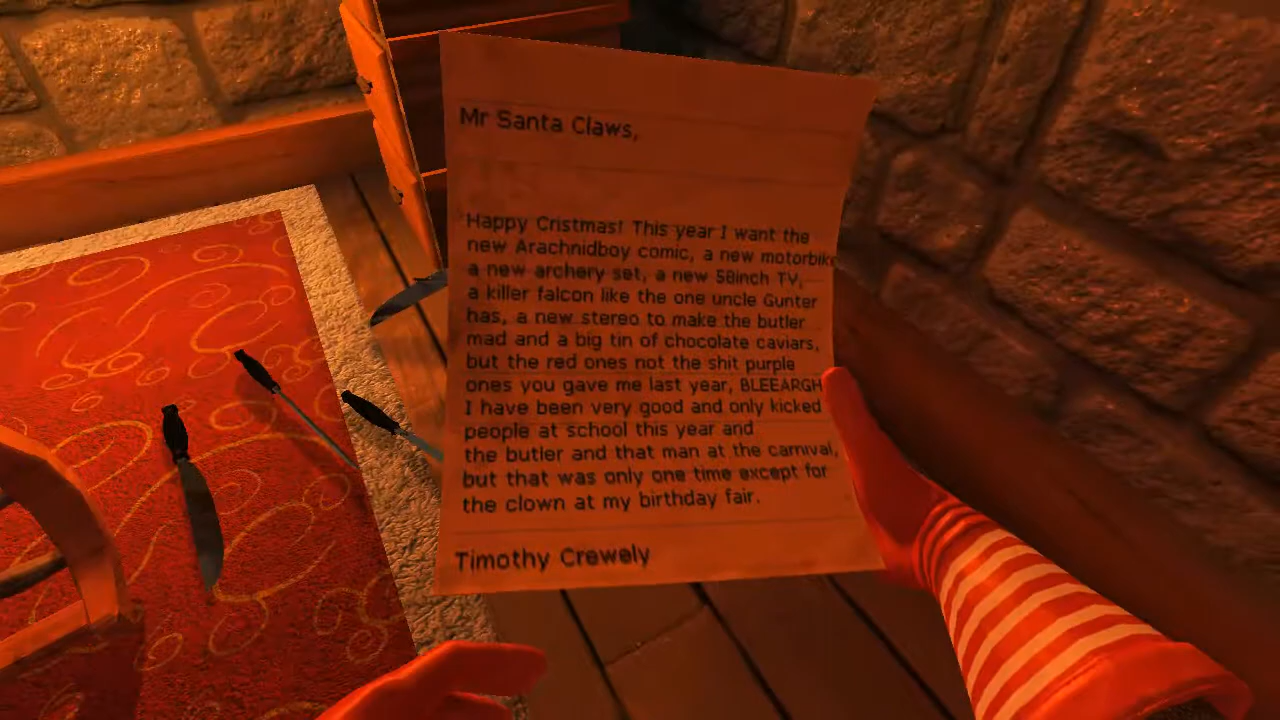 Mr Santa Claws,
Happy Cristmas! This year I want the
new Arachnidboy comic, a new motorbike
a new archery set, a new 58inch TV,
a killer falcon like the one uncle Gunter
has, a new stereo to make the butler
mad and a big tin of chocolate caviars,
but the red ones not the shit purple
ones you gave me last year, BLEEARGH
I have been very good and only kicked
people at school this year and
the butler and that man at the carnival,
but that was only one time except for
the clown at my birthday fair.
Timothy Crewely